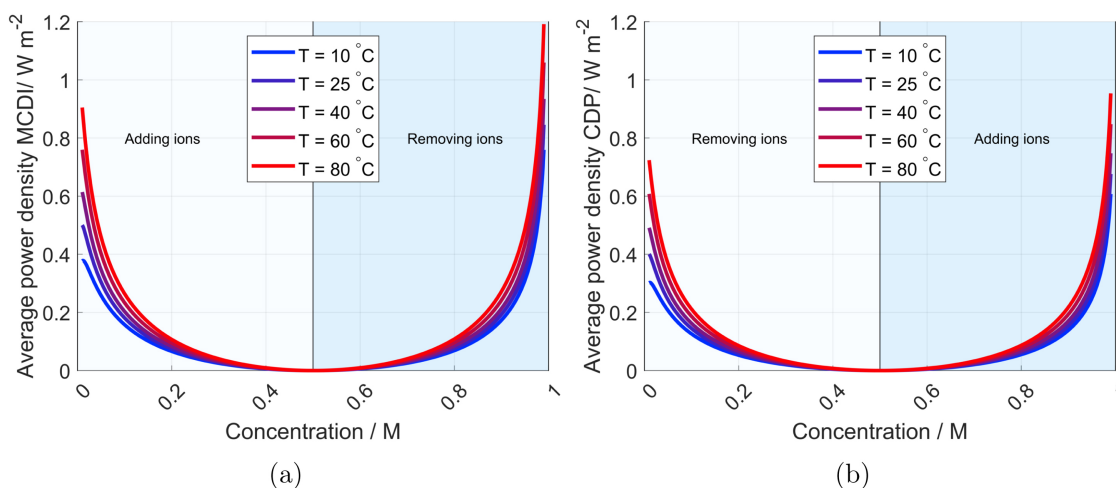 Average power density MCDI/ W m-2
1.2
1
0.8
0.6
0.4
0.2
0
T = 10 °C
T = 25 °C
T = 40 °C
T = 60 °C
T = 80 °C
Adding ions
Removing ions
0
0.2
0.4
0.6
0.8
1
Concentration / M
(a)
Average power density CDP/ W m-2
1.2
1
0.8
0.6
0.4
0.2
0
T = 10 °C
T = 25 °C
T = 40 °C
T = 60 °C
T = 80 °C
Removing ions
Adding ions
0
0.2
0.4
0.6
0.8
1
Concentration / M
(b)